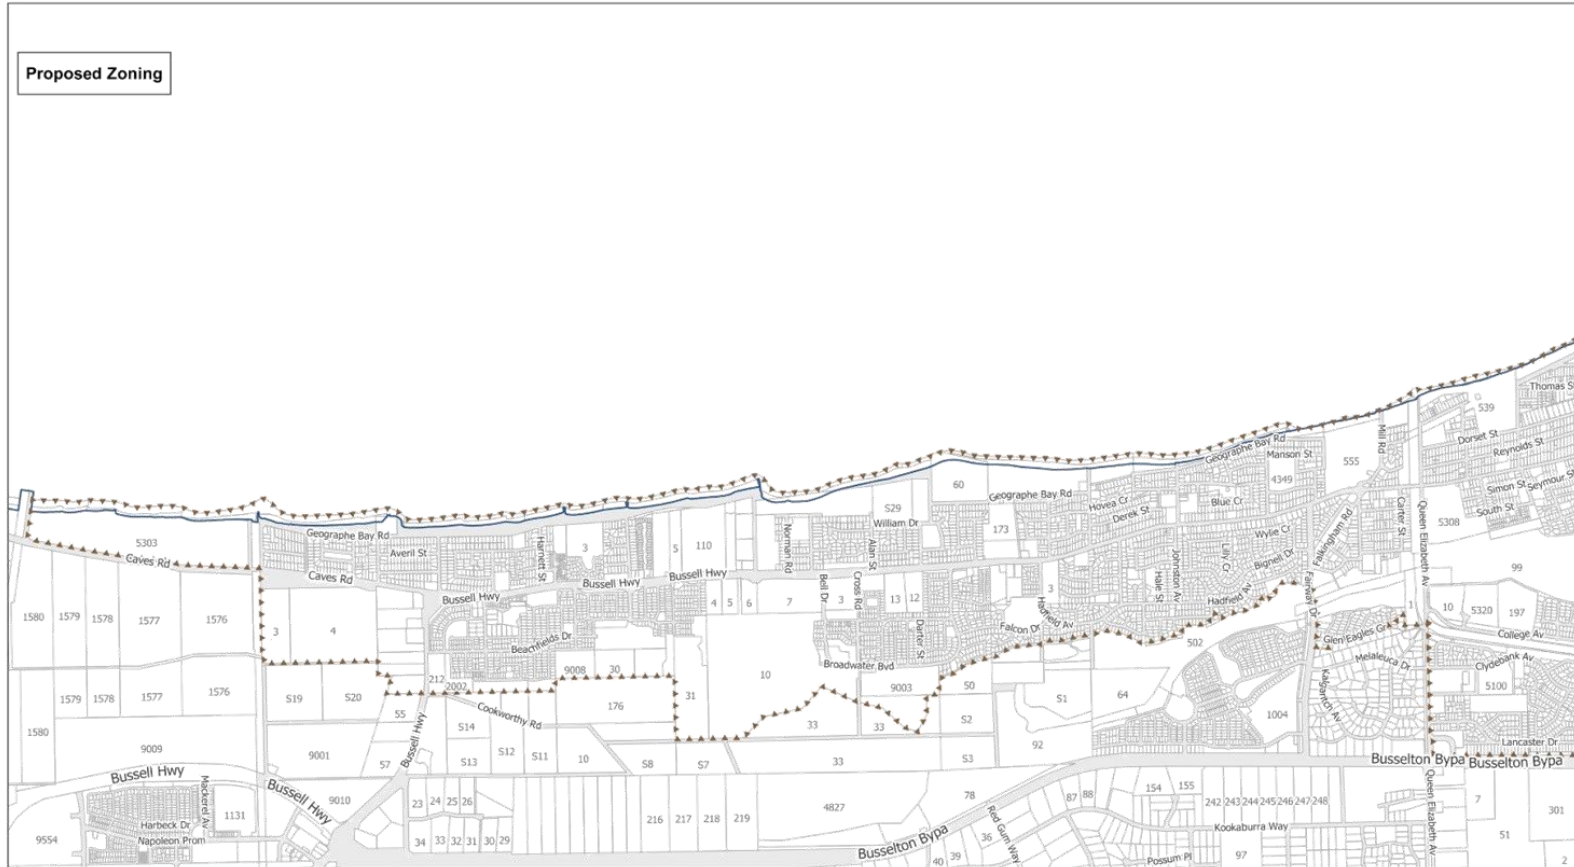 Proposed Zoning
Thomas S
539
Dorset St
Mill Rd
Reynolds St
Geographe Bay Rd
Manson St
555
4349
60
Geographe Bay Rd
Hovea Cr
Blue Cr
Derek St
Simon St
Seymour S
South St
Carter St
Queen Elizabeth Av
5308
S29
William Dr
173
Wylie Cr
Falkingham Rd
5303
Geographe Bay Rd
Averil St
Harnett St
3
5
110
Norman Rd
Alan St
Lilly Cr
Bignell Dr
Caves Rd
Caves Rd
Bussell Hwy
Bussell Hwy
Bussell Hwy
Bell Dr
Cross Rd
Johnston Av
Hale St
99
1580
1579
1578
1577
1576
3
4
4
5
6
7
3
13
12
3
Hadfield Av
Hadfield Av
Fairway Dr
1
10
5320
197
Beachfields Dr
Darter St
Falcon Dr
502
Glen Eagles Gr
College Av
Broadwater Bvd
Melaleuca Dr
Clydebank Av
1579
1578
1577
1576
S19
S20
212
2002
9008
30
31
10
9003
S0
S1
64
Kalgaritch Av
5100
55
Cookworthy Rd
176
33
33
S2
1004
1580
9009
9001
S7
Bussell Hwy
S14
S13
S12
S11
10
S8
S7
33
S3
92
Lancaster Dr
Busselton Bypa
Busselton Bypa
Bussell Hwy
Bussell Hwy
Mackerel Av
9010
1131
Harbeck Dr
Napoleon Prom
9554
23
24
25
26
34
33
32
31
30
29
216
217
218
219
4827
78
87
88
154
155
242
243
244
245
246
247
248
Queen Elizabeth Av
7
301
51
Red Gum Way
36
Kookaburra Way
Busselton Bypa
40
39
Possum Pl
97
2